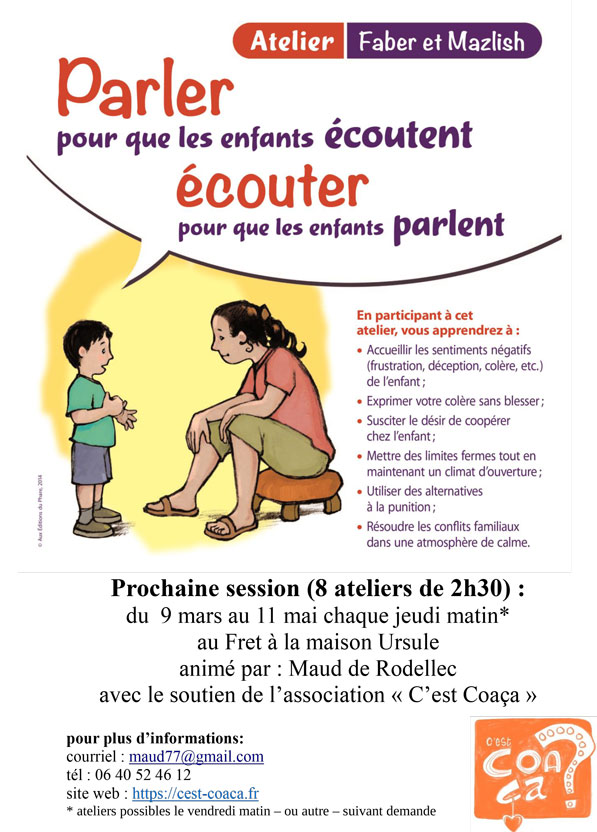 Atelier Faber et Mazlish
Parler
pour que les enfants écoutent
écouter
pour que les enfants parlent
En participant à cet
atelier, vous apprendrez à :
• Accueillir les sentiments négatifs
(frustration, déception, colère, etc.)
de l'enfant ;
• Exprimer votre colère sans blesser ;
• Susciter le désir de coopérer
chez l'enfant ;
• Mettre des limites fermes tout en
maintenant un climat d'ouverture ;
• Utiliser des alternatives
à la punition ;
• Résoudre les conflits familiaux
dans une atmosphère de calme.
© Aux Éditions du Phare, 2014
Prochaine session (8 ateliers de 2h30) :
du 9 mars au 11 mai chaque jeudi matin*
au Fret à la maison Ursule
animé par : Maud de Rodellec
avec le soutien de l'association « C'est Coaça »
pour plus d'informations:
courriel : maud77@gmail.com
tél : 06 40 52 46 12
site web : https://cest-coaca.fr
* ateliers possibles le vendredi matin – ou autre – suivant demande
C'EST
COA
ça ?